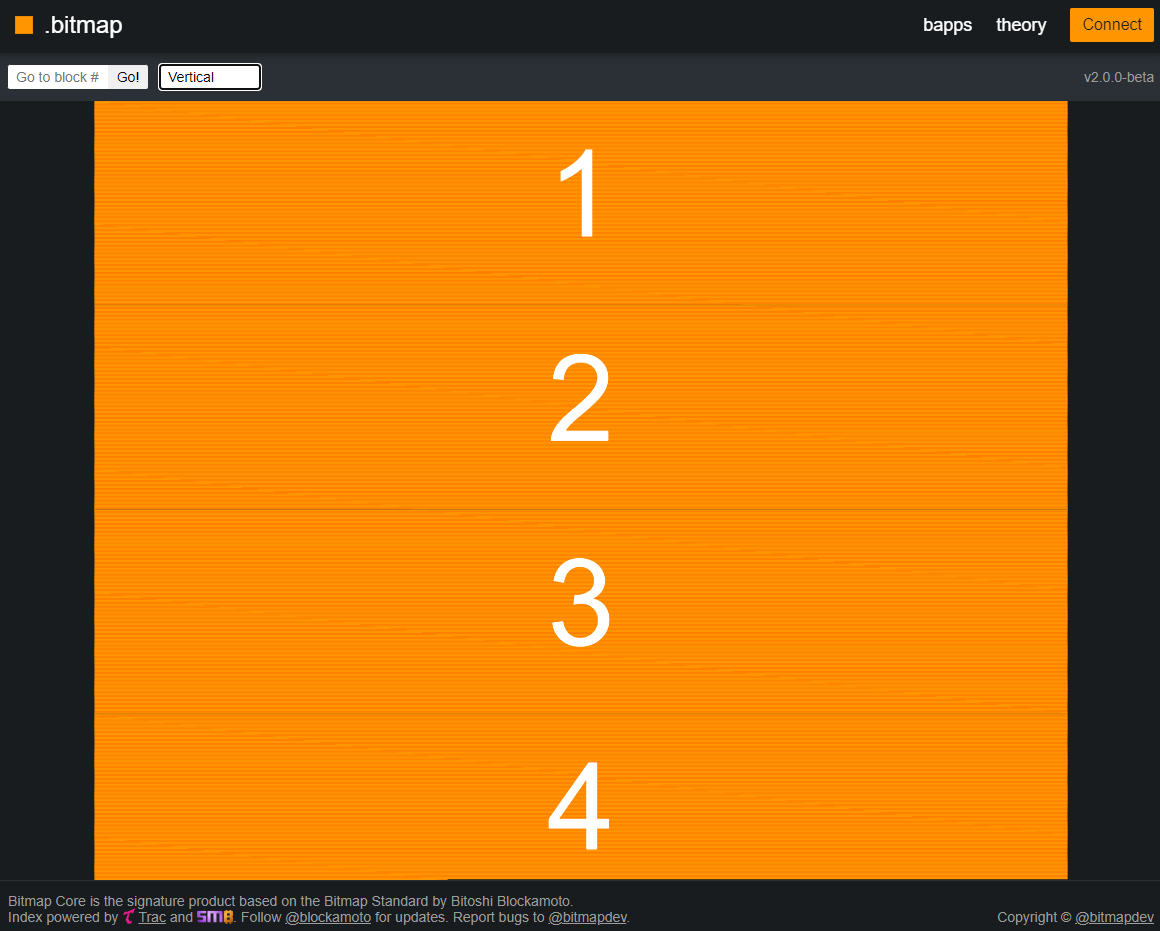 .bitmap bapps theory Connect
Go to block # Go! Vertical v2.0.0-beta
1
2
3
4
Bitmap Core is the signature product based on the Bitmap Standard by Bitoshi Blockamoto.
Index powered by Trac and SMB. Follow @blockamoto for updates. Report bugs to @bitmapdev.
Copyright © @bitmapdev